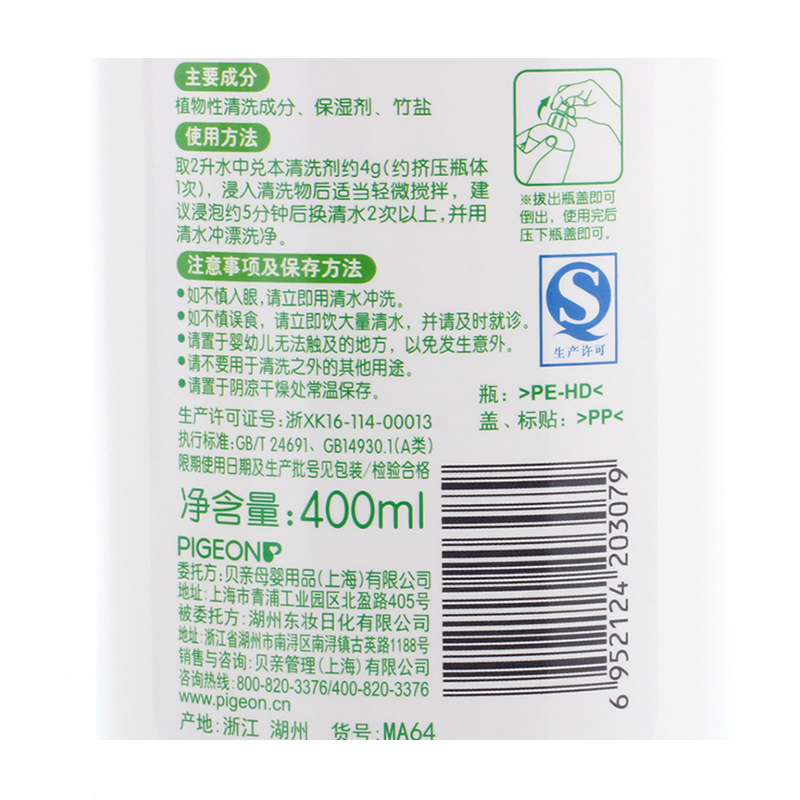 主要成分
植物性清洗成分、保湿剂、竹盐
使用方法
取2升水中兑本清洗剂约4g(约挤压瓶体
1次)，浸入清洗物后适当轻微搅拌，建
议浸泡约5分钟后换清水2次以上,并用
清水冲漂洗净。
※拔出瓶盖即可
倒出，使用完后
压下瓶盖即可。
注意事项及保存方法
•如不慎入眼,请立即用清水冲洗。
•如不慎误食，请立即饮大量清水，并请及时就诊。
•请置于婴幼儿无法触及的地方，以免发生意外。
•请不要用于清洗之外的其他用途。
•请置于阴凉干燥处常温保存。
S
生产许可
瓶：>PE-HD<
盖、标贴：>PP<
生产许可证号:浙XK16-114-00013
执行标准:GB/T 24691、GB14930.1(A类)
限期使用日期及生产批号见包装/检验合格
净含量:400ml
PIGEON
委托方:贝亲母婴用品(上海)有限公司
地址:上海市青浦工业园区北盈路405号
被委托方:湖州东妆日化有限公司
地址:浙江省湖州市南浔区南浔镇古英路1188号
销售与咨询:贝亲管理(上海)有限公司
咨询热线:800-820-3376/400-820-3376
www.pigeon.cn
产地:浙江 湖州 货号:MA64
6 952124 203079